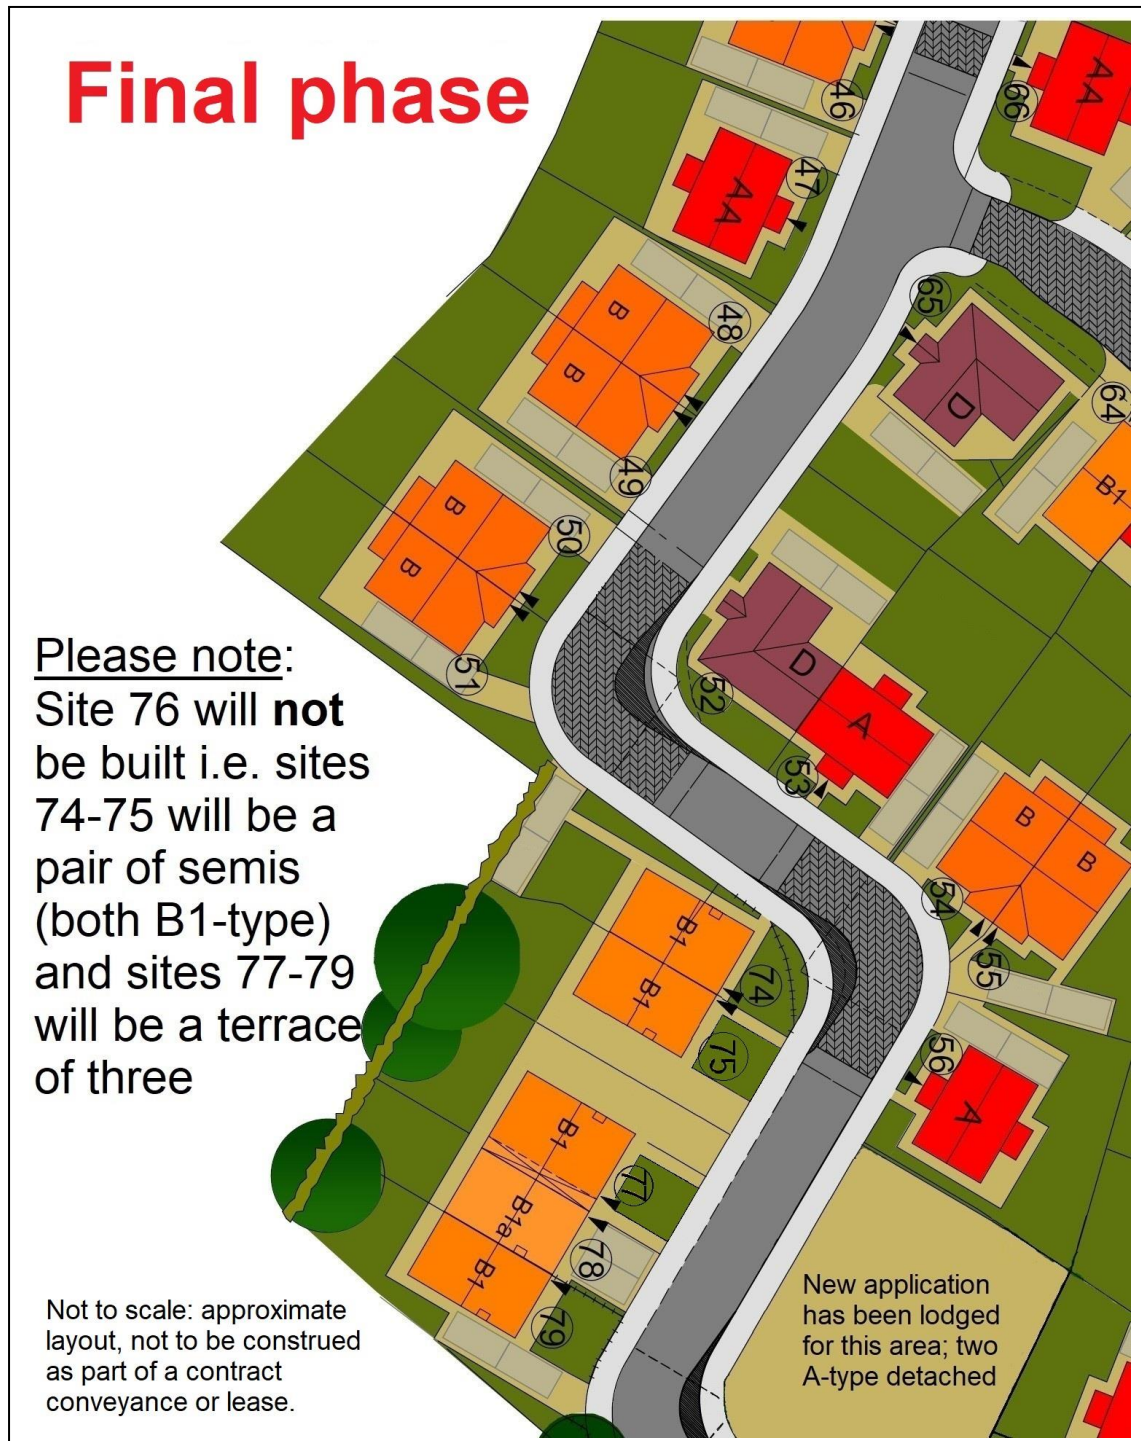 Final phase
46
66
AA
47
AA
65
B
48
B
D
64
49
B1
B
50
B
51
D
52
A
53
B
B
54
55
B1
B1
74
75
56
A
B1
77
B1a
78
B1
79
Please note:
Site 76 will not
be built i.e. sites
74-75 will be a
pair of semis
(both B1-type)
and sites 77-79
will be a terrace
of three
New application
has been lodged
for this area; two
A-type detached
Not to scale: approximate
layout, not to be construed
as part of a contract
conveyance or lease.